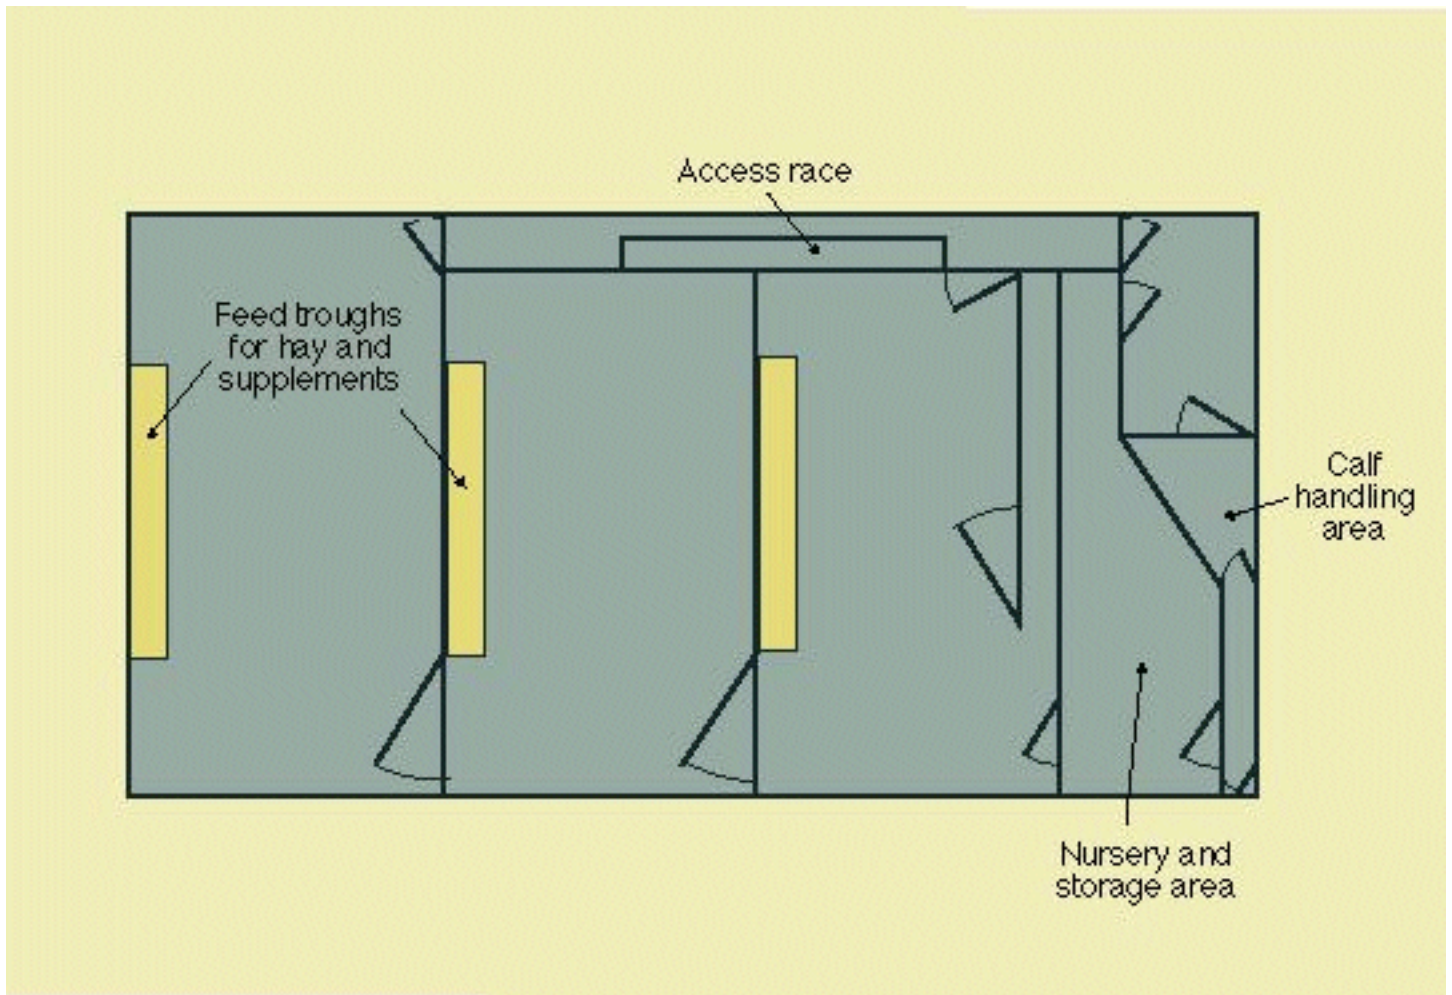 Access race
Feed troughs
for hay and
supplements
Calf
handling
area
Nursery and
storage area